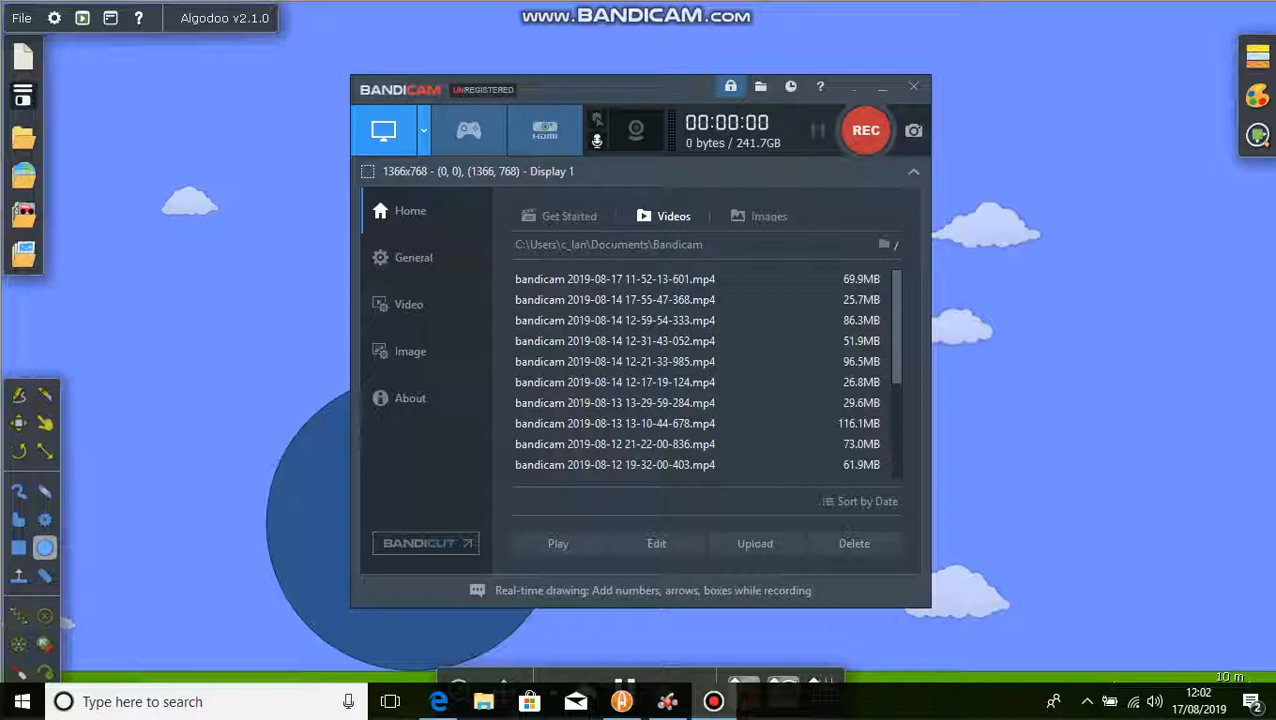 File
?
Algodoo v2.1.0
www.BANDICAM.com
BANDICAM UNREGISTERED
?
HDMI
00:00:00
0 bytes / 241.7GB
REC
1366x768 - (0, 0), (1366, 768) - Display 1
Home
General
Video
Image
About
BANDICUT
Get Started
Videos
Images
C:\Users\c_lan\Documents\Bandicam
bandicam 2019-08-17 11-52-13-601.mp4 69.9MB
bandicam 2019-08-14 17-55-47-368.mp4 25.7MB
bandicam 2019-08-14 12-59-54-333.mp4 86.3MB
bandicam 2019-08-14 12-31-43-052.mp4 51.9MB
bandicam 2019-08-14 12-21-33-985.mp4 96.5MB
bandicam 2019-08-14 12-17-19-124.mp4 26.8MB
bandicam 2019-08-13 13-29-59-284.mp4 29.6MB
bandicam 2019-08-13 13-10-44-678.mp4 116.1MB
bandicam 2019-08-12 21-22-00-836.mp4 73.0MB
bandicam 2019-08-12 19-32-00-403.mp4 61.9MB
Sort by Date
Play
Edit
Upload
Delete
Real-time drawing: Add numbers, arrows, boxes while recording
10 m
Type here to search
12:02
17/08/2019
2